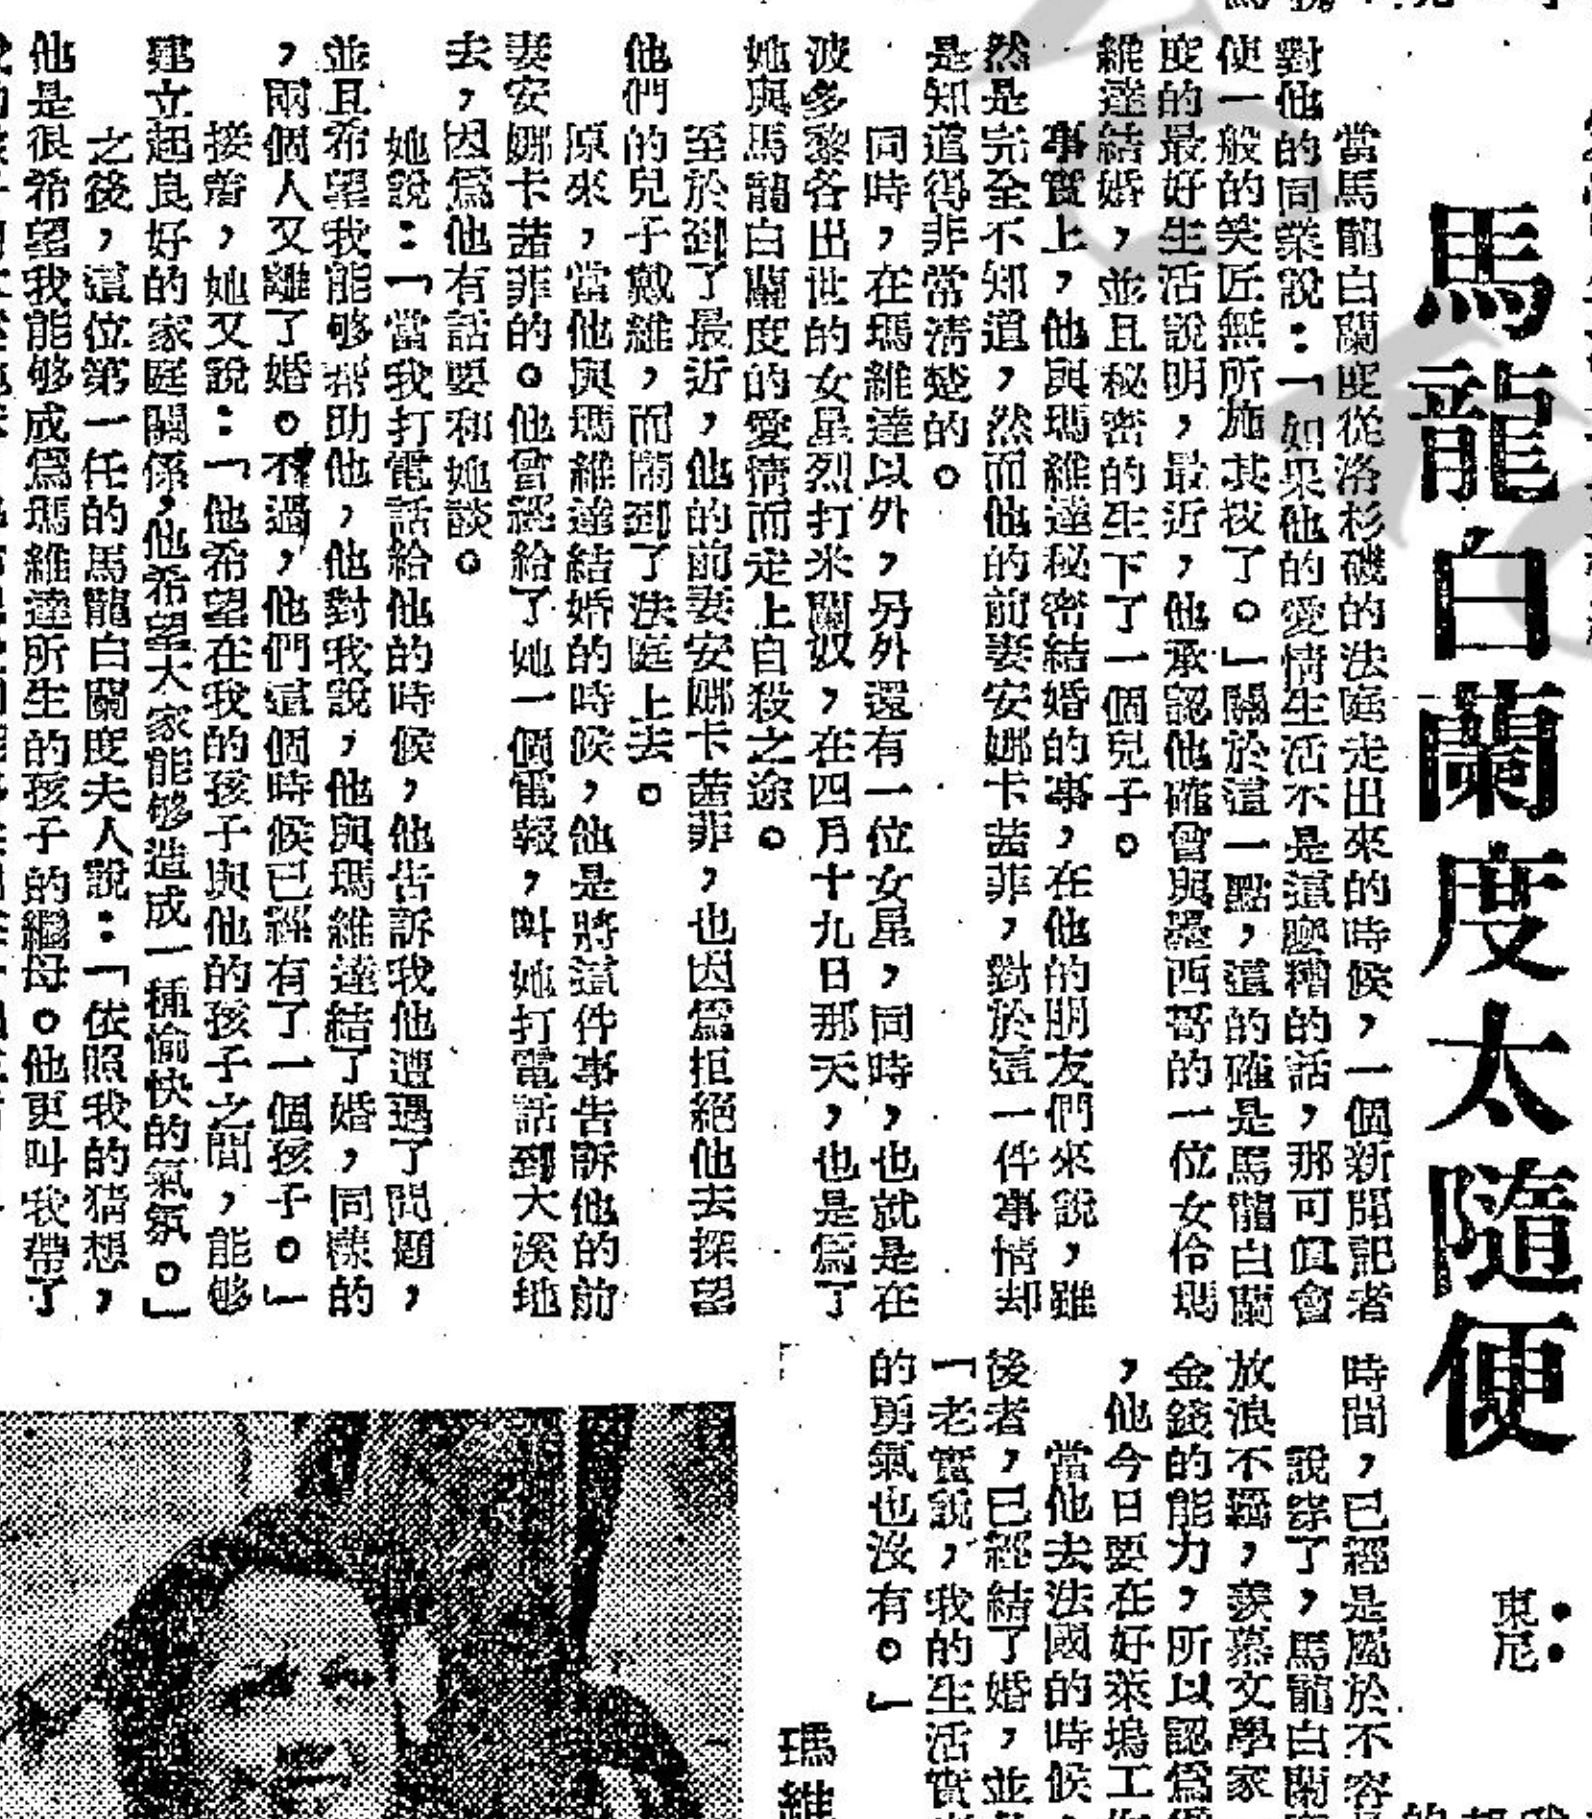 馬龍白蘭度太隨便
東尼
當馬龍白蘭度從洛杉磯的法庭走出來的時候，一個新聞記者
對他的同業說：「如果他的愛情生活不是這麼糟的話，那可真會
使一般的笑匠無所施其技了。」關於這一點，這的確是馬龍白蘭
度的最好生活說明，最近，他承認他確曾與墨西哥的一位女伶瑪
維達結婚，並且秘密的生下了一個兒子。
事實上，他與瑪維達秘密結婚的事，在他的朋友們來說，雖
然是完全不知道，然而他的前妻安娜卡茜菲，對於這一件事情却
是知道得非常清楚的。
同時，在瑪維達以外，另外還有一位女星，同時，也就是在
波多黎各出世的女星烈打米蘭奴，在四月十九日那天，也是爲了
她與馬龍白蘭度的愛情而走上自殺之途。
至於到了最近，他的前妻安娜卡茜菲，也因爲拒絕他去探望
他們的兒子戴維，而鬧到了法庭上去。
原來，當他與瑪維達結婚的時候，他是將這件事告訴他的前
妻安娜卡茜菲的。他曾經給了她一個電報，叫她打電話到大溪地
去，因爲他有話要和她談。
她說：「當我打電話給他的時候，他告訴我他遭遇了問題，
並且希望我能够幫助他，他對我說，他與瑪維達結了婚，同樣的
，兩個人又離了婚。不過，他們這個時候已經有了一個孩子。」
接着，她又說：「他希望在我的孩子與他的孩子之間，能够
建立起良好的家庭關係，他希望大家能够造成一種愉快的氣氛。」
之後，這位第一任的馬龍白蘭度夫人說：「依照我的猜想，
他是很希望我能够成爲瑪維達所生的孩子的繼母。他更叫我帶了
時間，已經是屬於不容
說穿了，馬龍白蘭度
放浪不羈，羨慕文學家
金錢的能力，所以認爲
，他今日要在好萊塢工
當他去法國的時候，
後者，已經結了婚，並
「老實說，我的生活實
的勇氣也沒有。」
瑪維